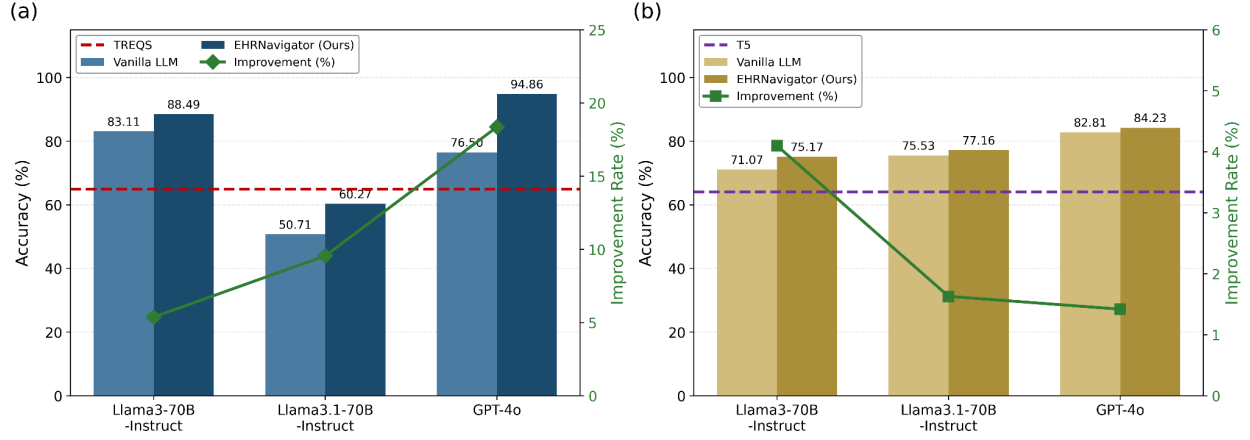 (a)
TREQS
Vanilla LLM
EHRNavigator (Ours)
Improvement (%)
Accuracy (%)
100
80
60
40
20
0
83.11
88.49
50.71
60.27
76.50
94.86
25
20
15
10
5
0
Improvement Rate (%)
Llama3-70B
-Instruct
Llama3.1-70B
-Instruct
GPT-4o
(b)
T5
Vanilla LLM
EHRNavigator (Ours)
Improvement (%)
Accuracy (%)
100
80
60
40
20
0
71.07
75.17
75.53
77.16
82.81
84.23
6
5
4
3
2
1
0
Improvement Rate (%)
Llama3-70B
-Instruct
Llama3.1-70B
-Instruct
GPT-4o